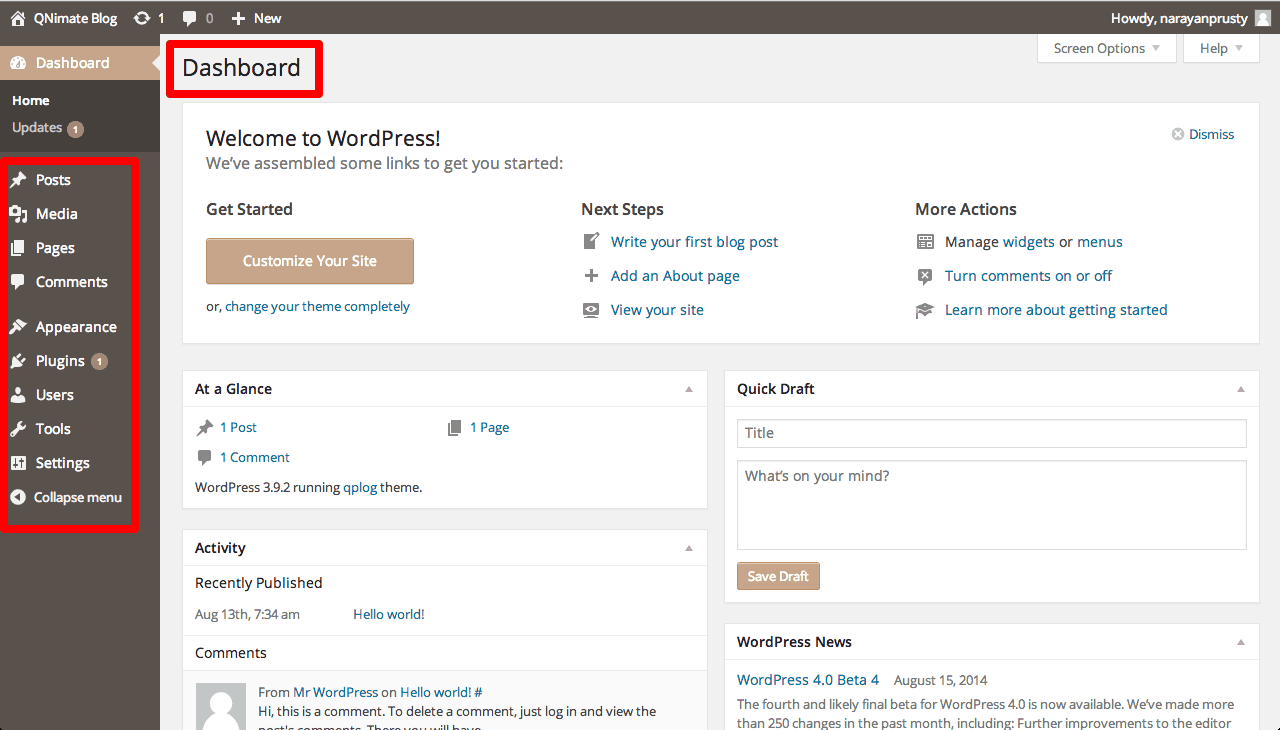 QNimate Blog 1 0 New Howdy, narayanprusty
Dashboard
Home
Updates 1
Posts
Media
Pages
Comments
Appearance
Plugins 1
Users
Tools
Settings
Collapse menu
Dashboard
Screen Options Help
Welcome to WordPress!
Dismiss
We've assembled some links to get you started:
Get Started
Customize Your Site
or, change your theme completely
Next Steps
Write your first blog post
Add an About page
View your site
More Actions
Manage widgets or menus
Turn comments on or off
Learn more about getting started
At a Glance
1 Post 1 Page
1 Comment
WordPress 3.9.2 running qplog theme.
Activity
Recently Published
Aug 13th, 7:34 am Hello world!
Comments
From Mr WordPress on Hello world! #
Hi, this is a comment. To delete a comment, just log in and view the
post's comments. There you will have
Quick Draft
Title
What's on your mind?
Save Draft
WordPress News
WordPress 4.0 Beta 4 August 15, 2014
The fourth and likely final beta for WordPress 4.0 is now available. We've made more
than 250 changes in the past month, including: Further improvements to the editor